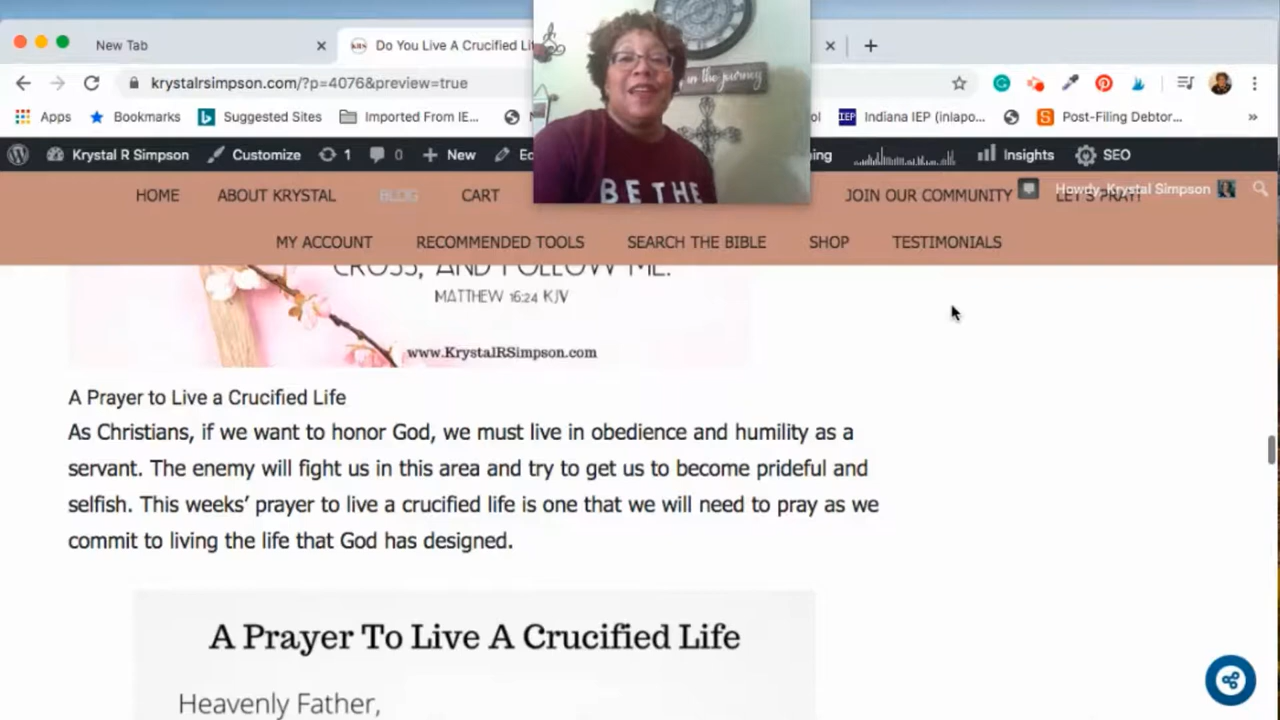 New Tab
Do You Live A Crucified Li
krystalrsimpson.com/?p=4076&preview=true
Apps
Bookmarks
Suggested Sites
Imported From IE...
IEP
Indiana IEP (inlapo...
Post-Filing Debtor...
»
in the journey
BE THE
Krystal R Simpson
Customize
1
0
New
Insights
SEO
Howdy, Krystal Simpson
HOME
ABOUT KRYSTAL
BLOG
CART
JOIN OUR COMMUNITY
LET'S PRAY!
MY ACCOUNT
RECOMMENDED TOOLS
SEARCH THE BIBLE
SHOP
TESTIMONIALS
CROSS, AND FOLLOW ME.
MATTHEW 16:24 KJV
www.KrystalRSimpson.com
A Prayer to Live a Crucified Life
As Christians, if we want to honor God, we must live in obedience and humility as a
servant. The enemy will fight us in this area and try to get us to become prideful and
selfish. This weeks’ prayer to live a crucified life is one that we will need to pray as we
commit to living the life that God has designed.
A Prayer To Live A Crucified Life
Heavenly Father,